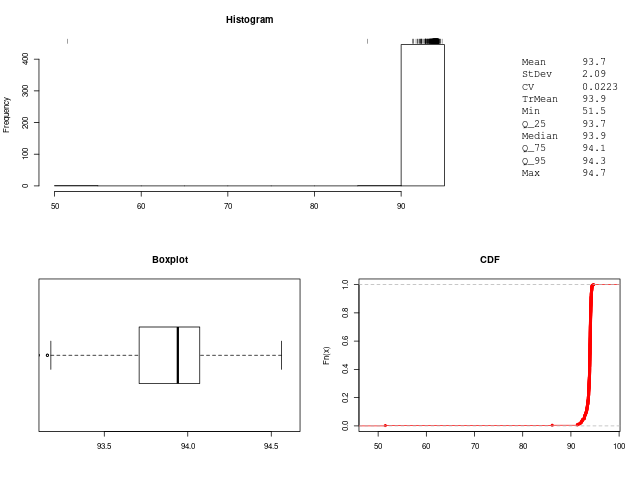 Histogram
Frequency
0 100 200 300 400
50 60 70 80 90
Mean 93.7
StDev 2.09
CV 0.0223
TrMean 93.9
Min 51.5
Q_25 93.7
Median 93.9
Q_75 94.1
Q_95 94.3
Max 94.7
Boxplot
93.5 94.0 94.5
CDF
Fn(x)
0.0 0.2 0.4 0.6 0.8 1.0
50 60 70 80 90 100